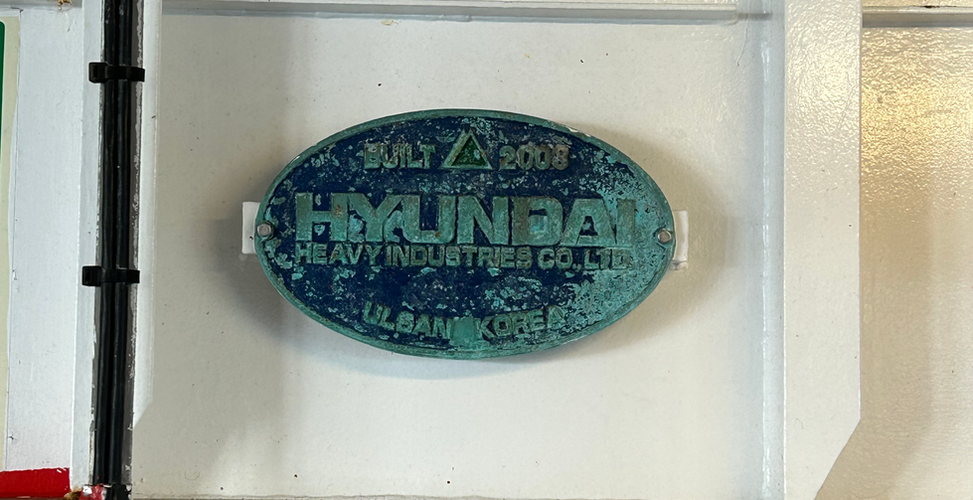 BUILT 2008
HYUNDAI
HEAVY INDUSTRIES CO., LTD.
ULSAN KOREA